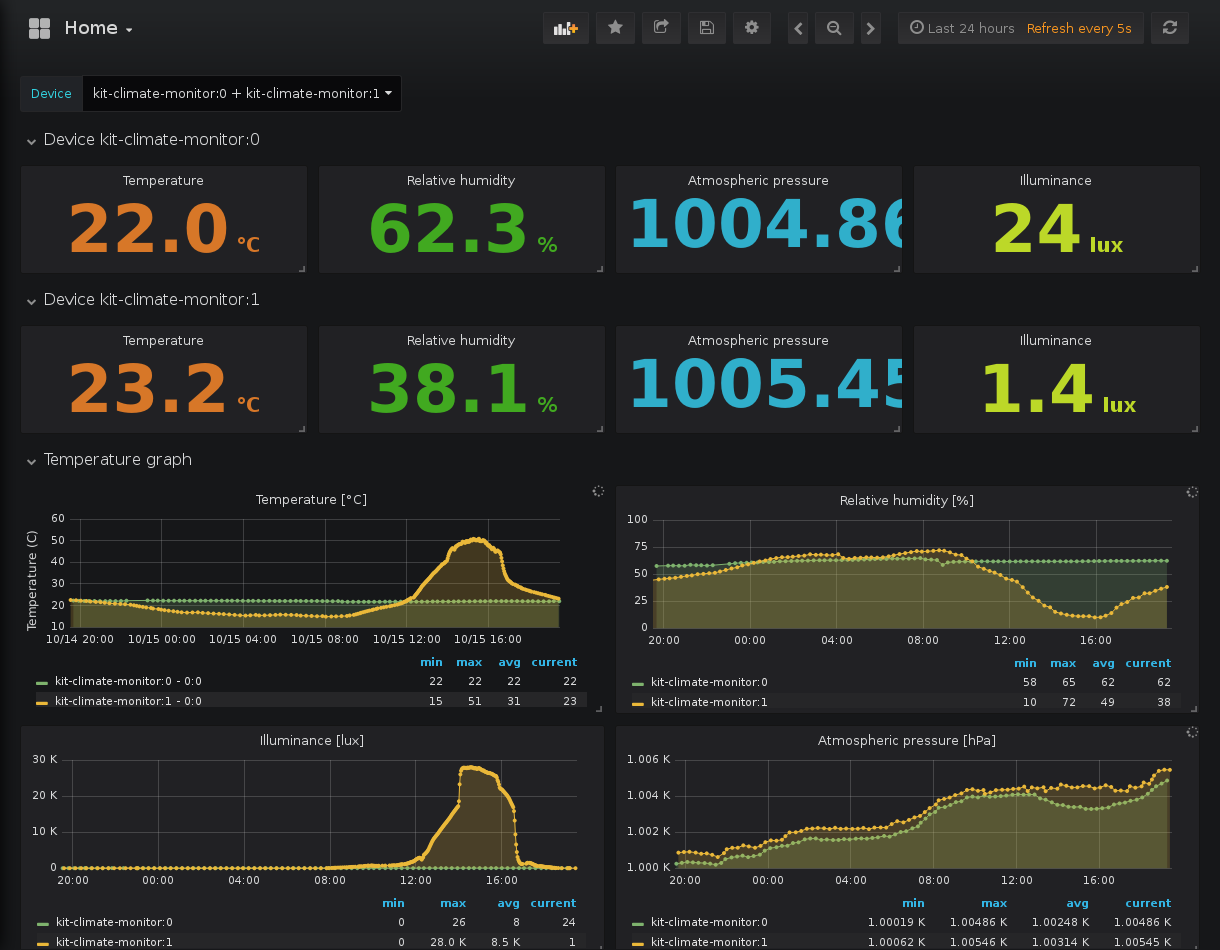 Home
Last 24 hours Refresh every 5s
Device kit-climate-monitor:0 + kit-climate-monitor:1
Device kit-climate-monitor:0
Temperature Relative humidity Atmospheric pressure Illuminance
22.0 °C 62.3 % 1004.86 24 lux
Device kit-climate-monitor:1
Temperature Relative humidity Atmospheric pressure Illuminance
23.2 °C 38.1 % 1005.45 1.4 lux
Temperature graph
Temperature [°C]
Temperature (C)
60
50
40
30
20
10
10/14 20:00 10/15 00:00 10/15 04:00 10/15 08:00 10/15 12:00 10/15 16:00
min max avg current
kit-climate-monitor:0 - 0:0 22 22 22 22
kit-climate-monitor:1 - 0:0 15 51 31 23
Relative humidity [%]
100
75
50
25
0
20:00 00:00 04:00 08:00 12:00 16:00
min max avg current
kit-climate-monitor:0 58 65 62 62
kit-climate-monitor:1 10 72 49 38
Illuminance [lux]
30 K
20 K
10 K
0
20:00 00:00 04:00 08:00 12:00 16:00
min max avg current
kit-climate-monitor:0 0 26 8 24
kit-climate-monitor:1 0 28.0 K 8.5 K 1
Atmospheric pressure [hPa]
1.006 K
1.004 K
1.002 K
1.000 K
20:00 00:00 04:00 08:00 12:00 16:00
min max avg current
kit-climate-monitor:0 1.00019 K 1.00486 K 1.00248 K 1.00486 K
kit-climate-monitor:1 1.00062 K 1.00546 K 1.00314 K 1.00545 K